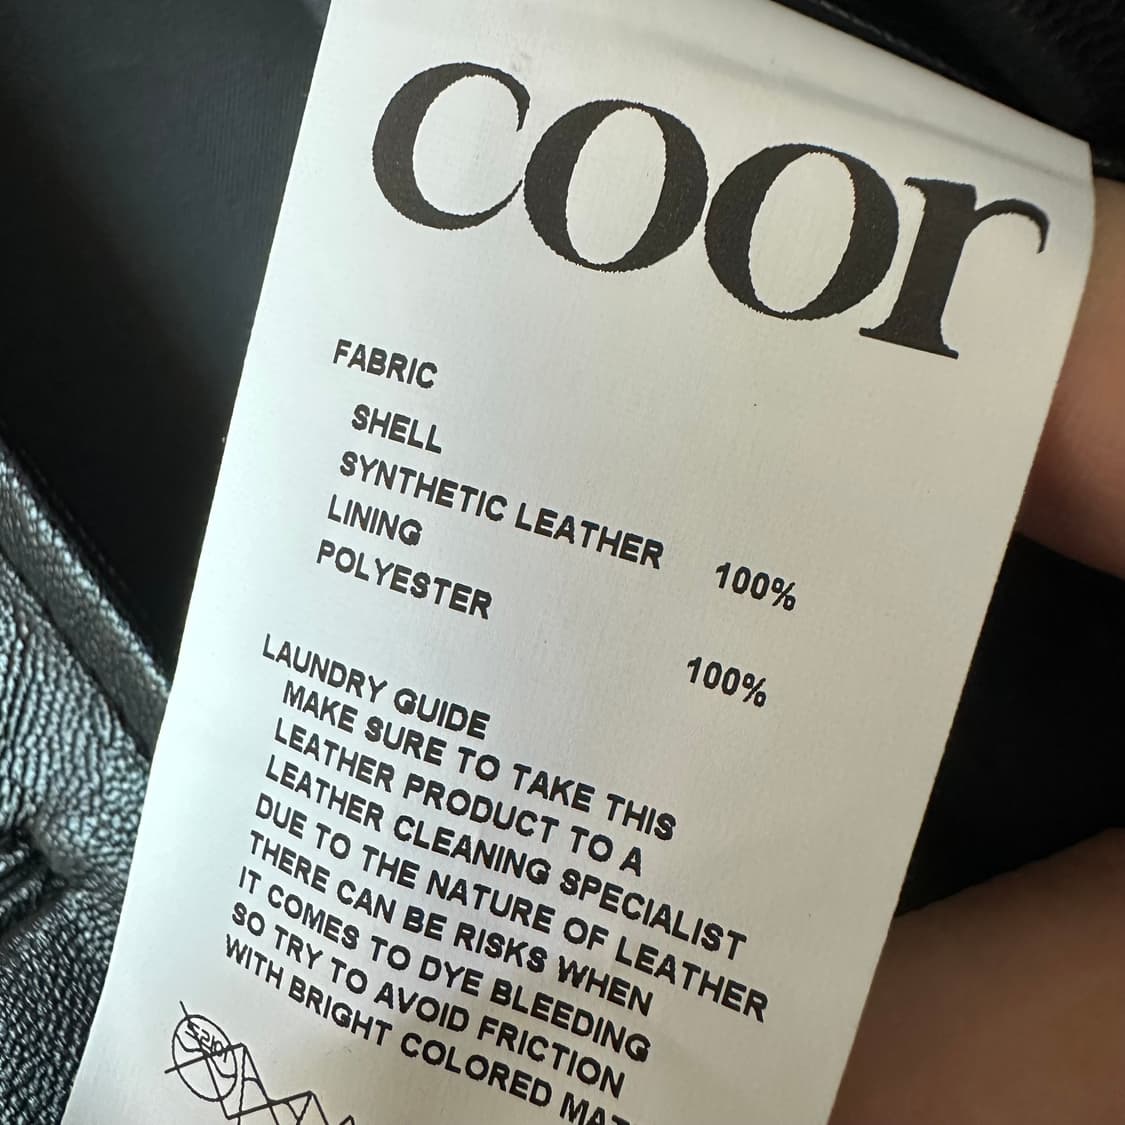 coor
FABRIC
SHELL
SYNTHETIC LEATHER 100%
LINING
POLYESTER 100%
LAUNDRY GUIDE
MAKE SURE TO TAKE THIS
LEATHER PRODUCT TO A
LEATHER CLEANING SPECIALIST
DUE TO THE NATURE OF LEATHER
THERE CAN BE RISKS WHEN
IT COMES TO DYE BLEEDING
SO TRY TO AVOID FRICTION
WITH BRIGHT COLORED